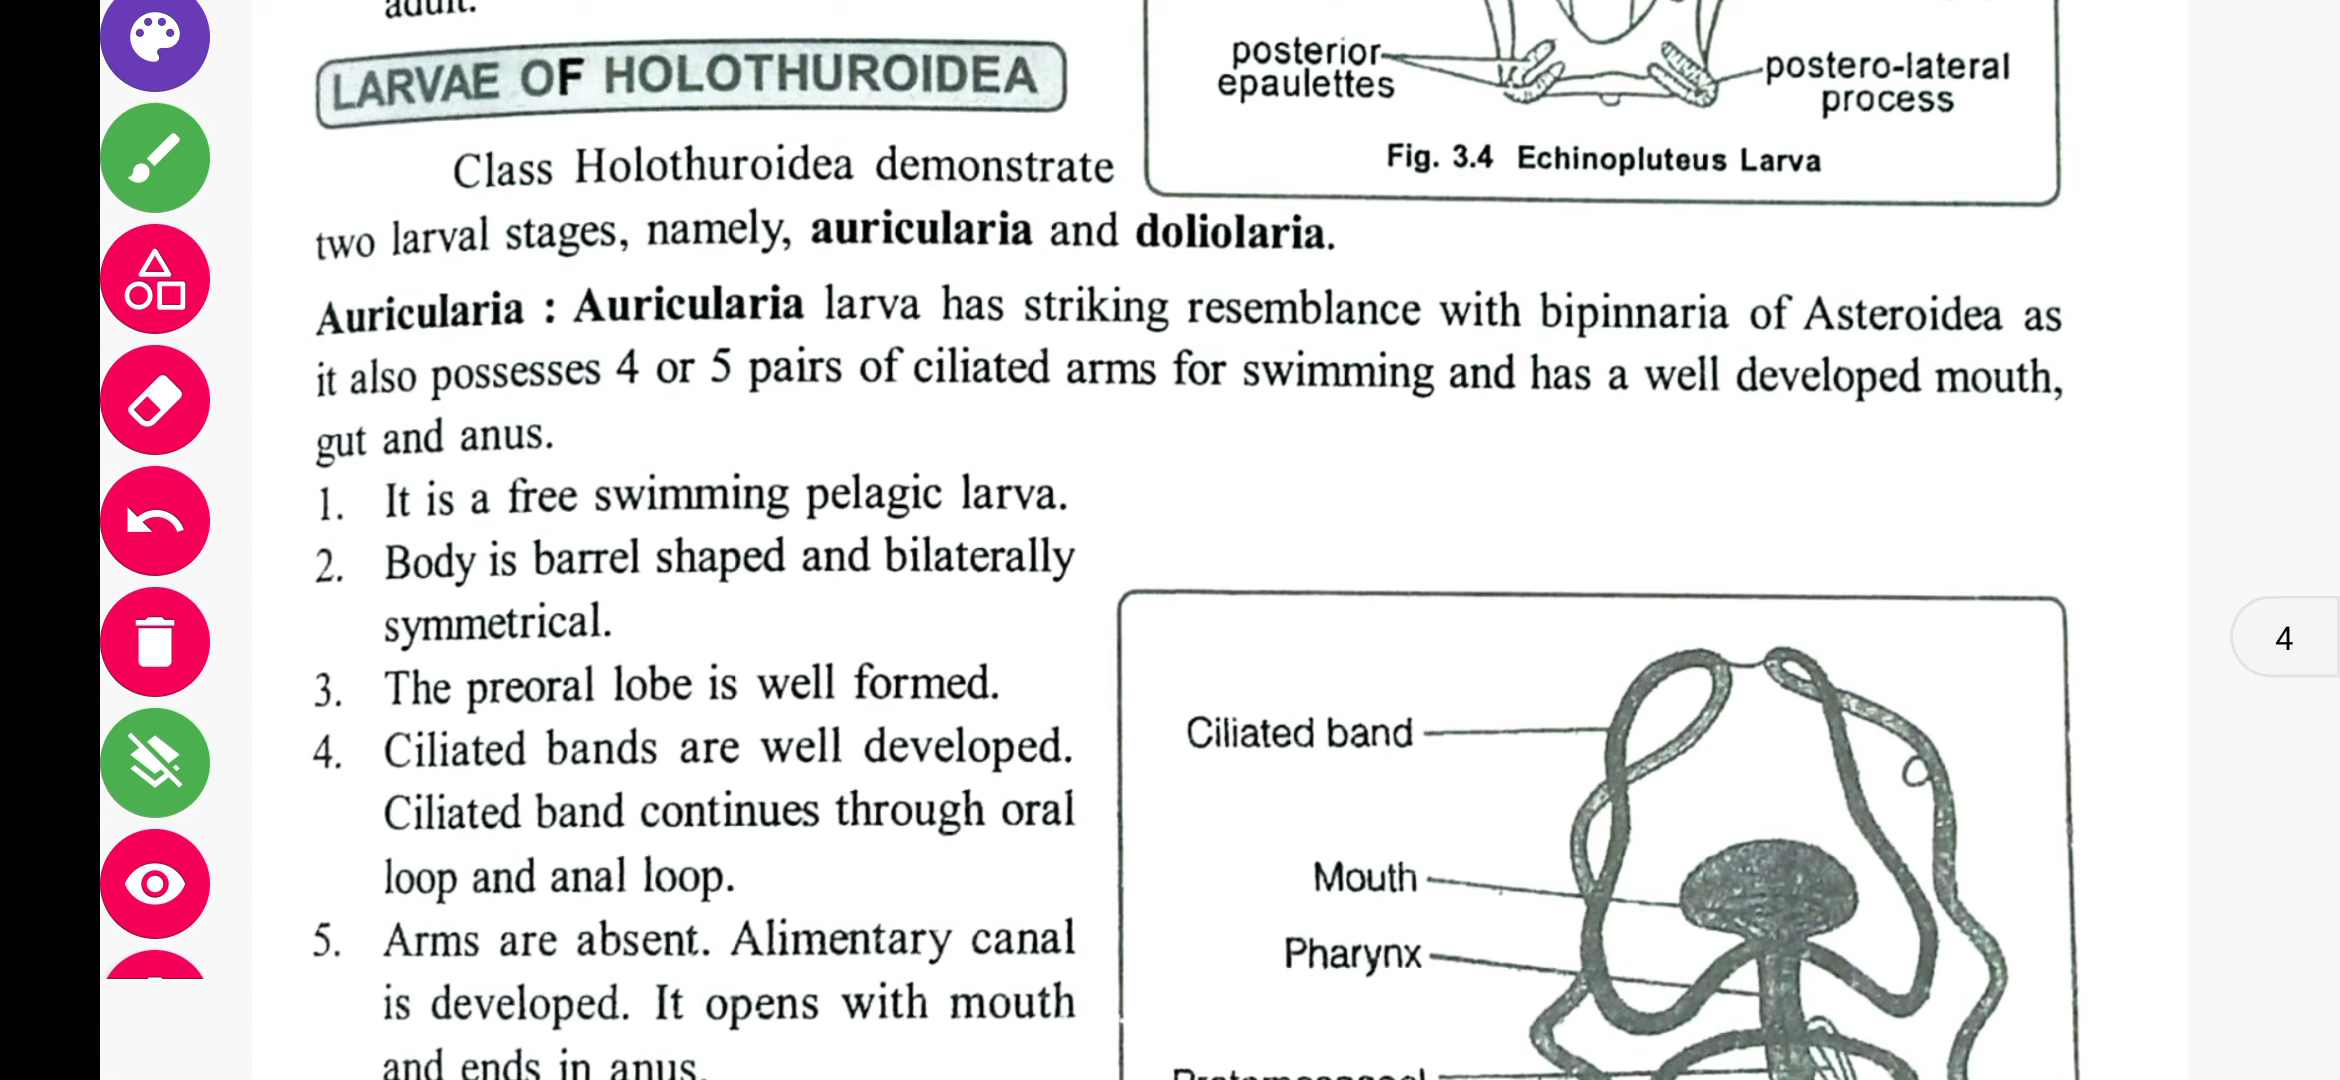 adult.
LARVAE OF HOLOTHUROIDEA
posterior
epaulettes
postero-lateral
process
Fig. 3.4 Echinopluteus Larva
Class Holothuroidea demonstrate
two larval stages, namely, auricularia and doliolaria.
Auricularia : Auricularia larva has striking resemblance with bipinnaria of Asteroidea as
it also possesses 4 or 5 pairs of ciliated arms for swimming and has a well developed mouth,
gut and anus.
1. It is a free swimming pelagic larva.
2. Body is barrel shaped and bilaterally
symmetrical.
3. The preoral lobe is well formed.
4. Ciliated bands are well developed.
Ciliated band continues through oral
loop and anal loop.
5. Arms are absent. Alimentary canal
is developed. It opens with mouth
and ends in anus.
Ciliated band
Mouth
Pharynx
4